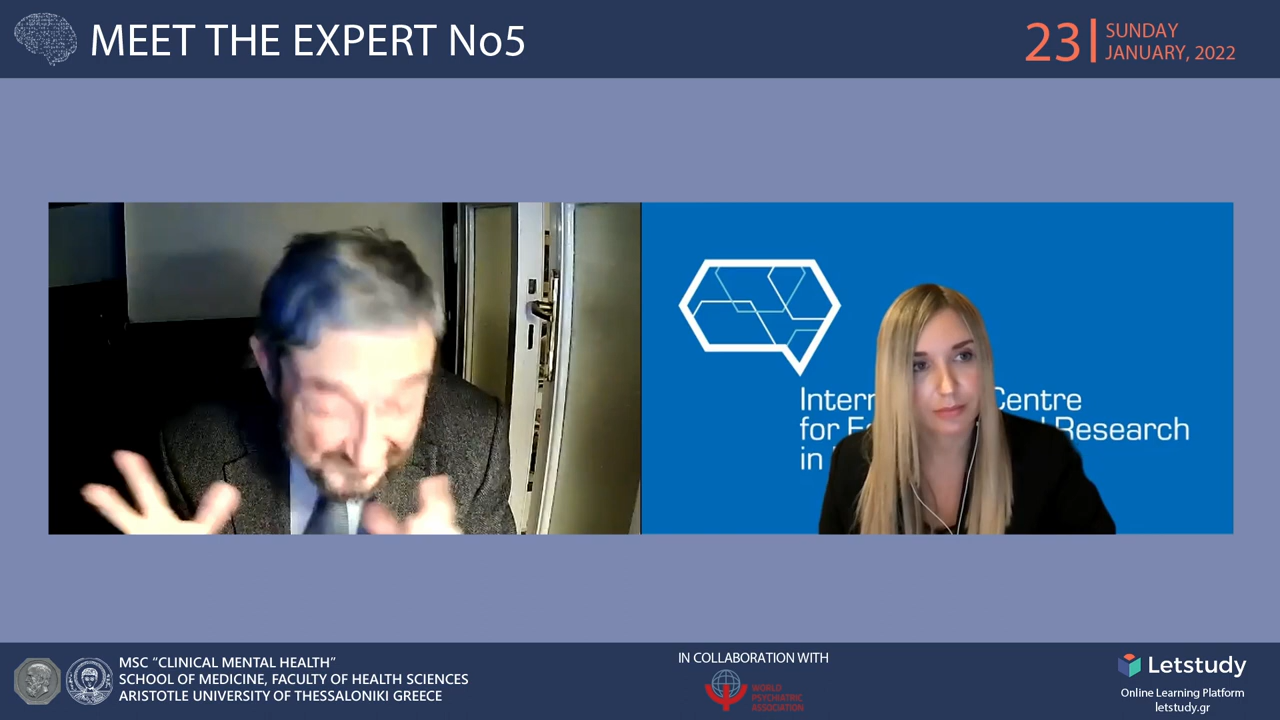 MEET THE EXPERT No5
23
SUNDAY
JANUARY, 2022
Centre
for
Research
in
MSC “CLINICAL MENTAL HEALTH”
SCHOOL OF MEDICINE, FACULTY OF HEALTH SCIENCES
ARISTOTLE UNIVERSITY OF THESSALONIKI GREECE
IN COLLABORATION WITH
WORLD
PSYCHIATRIC
ASSOCIATION
Letstudy
Online Learning Platform
letstudy.gr